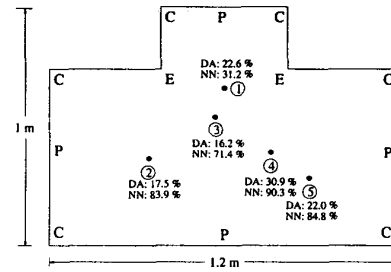 C P C
DA: 22.6 %
NN: 31.2 %
C E E C
1
3
1 m
DA: 16.2 %
NN: 71.4 %
P 2 4 P
DA: 17.5 %
NN: 83.9 %
DA: 30.9 %
NN: 90.3 %
5
DA: 22.0 %
NN: 84.8 %
C P C
1.2 m